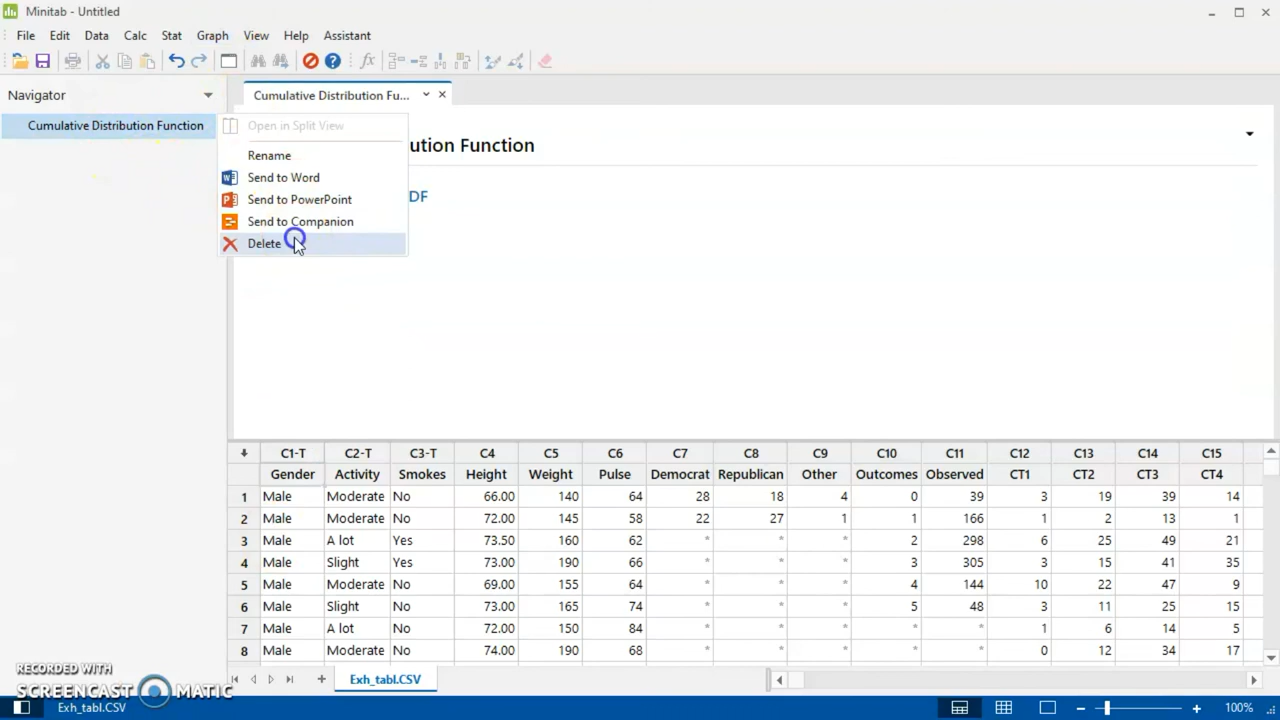 Minitab - Untitled
File Edit Data Calc Stat Graph View Help Assistant
Navigator
Cumulative Distribution Fu...
Cumulative Distribution Function
Open in Split View
Rename
Send to Word
Send to PowerPoint
Send to Companion
Delete
ution Function
DF
C1-T C2-T C3-T C4 C5 C6 C7 C8 C9 C10 C11 C12 C13 C14 C15
Gender Activity Smokes Height Weight Pulse Democrat Republican Other Outcomes Observed CT1 CT2 CT3 CT4
1 Male Moderate No 66.00 140 64 28 18 4 0 39 3 19 39 14
2 Male Moderate No 72.00 145 58 22 27 1 1 166 1 2 13 1
3 Male A lot Yes 73.50 160 62 * * * 2 298 6 25 49 21
4 Male Slight Yes 73.00 190 66 * * * 3 305 3 15 41 35
5 Male Moderate No 69.00 155 64 * * * 4 144 10 22 47 9
6 Male Slight No 73.00 165 74 * * * 5 48 3 11 25 15
7 Male A lot No 72.00 150 84 * * * * * 1 6 14 5
8 Male Moderate No 74.00 190 68 * * * * * 0 12 34 17
Exh_tabl.CSV
RECORDED WITH
SCREENCAST MATIC
Exh_tabl.CSV
100%